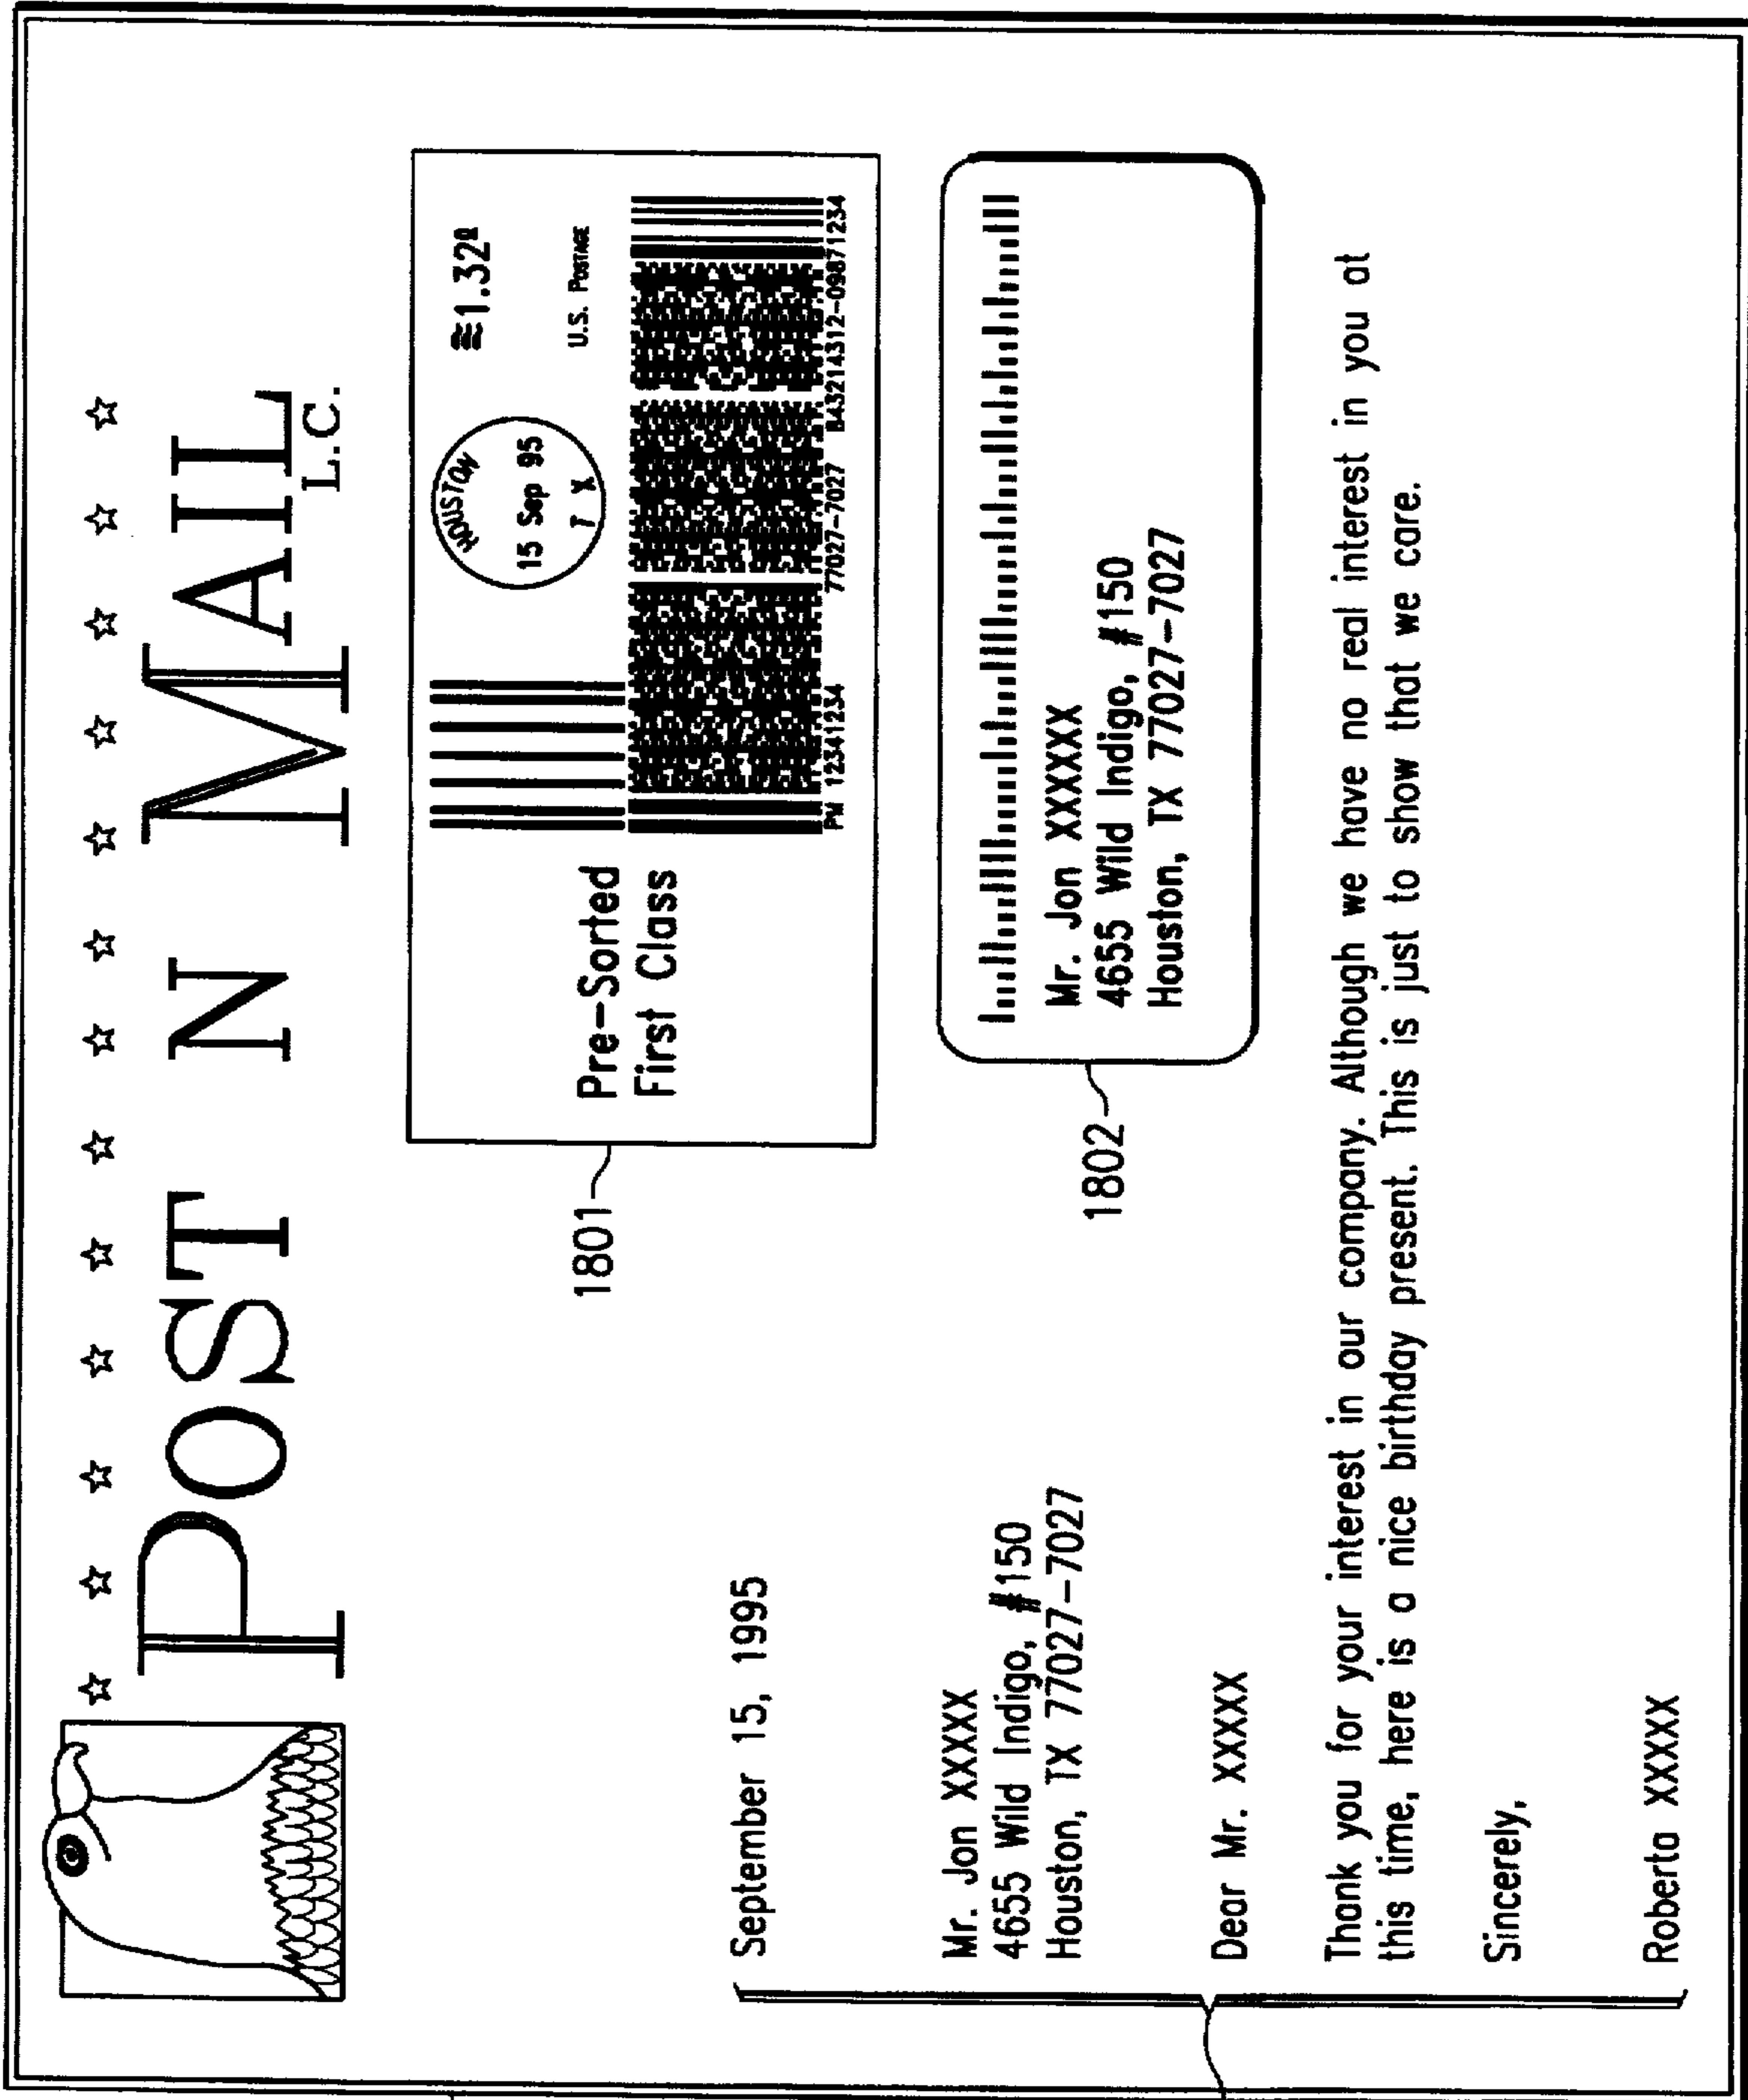 POST N MAIL
L.C.
Pre-Sorted
First Class
HOUSTON
15 Sep 95
T X
1.32
U.S. POSTAGE
PM 12341234 77027-7027 B43214312-09871234
1801
Mr. Jon XXXXX
4655 Wild Indigo, #150
Houston, TX 77027-7027
1802
September 15, 1995
Mr. Jon XXXXX
4655 Wild Indigo, #150
Houston, TX 77027-7027
Dear Mr. XXXXX
Thank you for your interest in our company. Although we have no real interest in you at
this time, here is a nice birthday present. This is just to show that we care.
Sincerely,
Roberto XXXXX